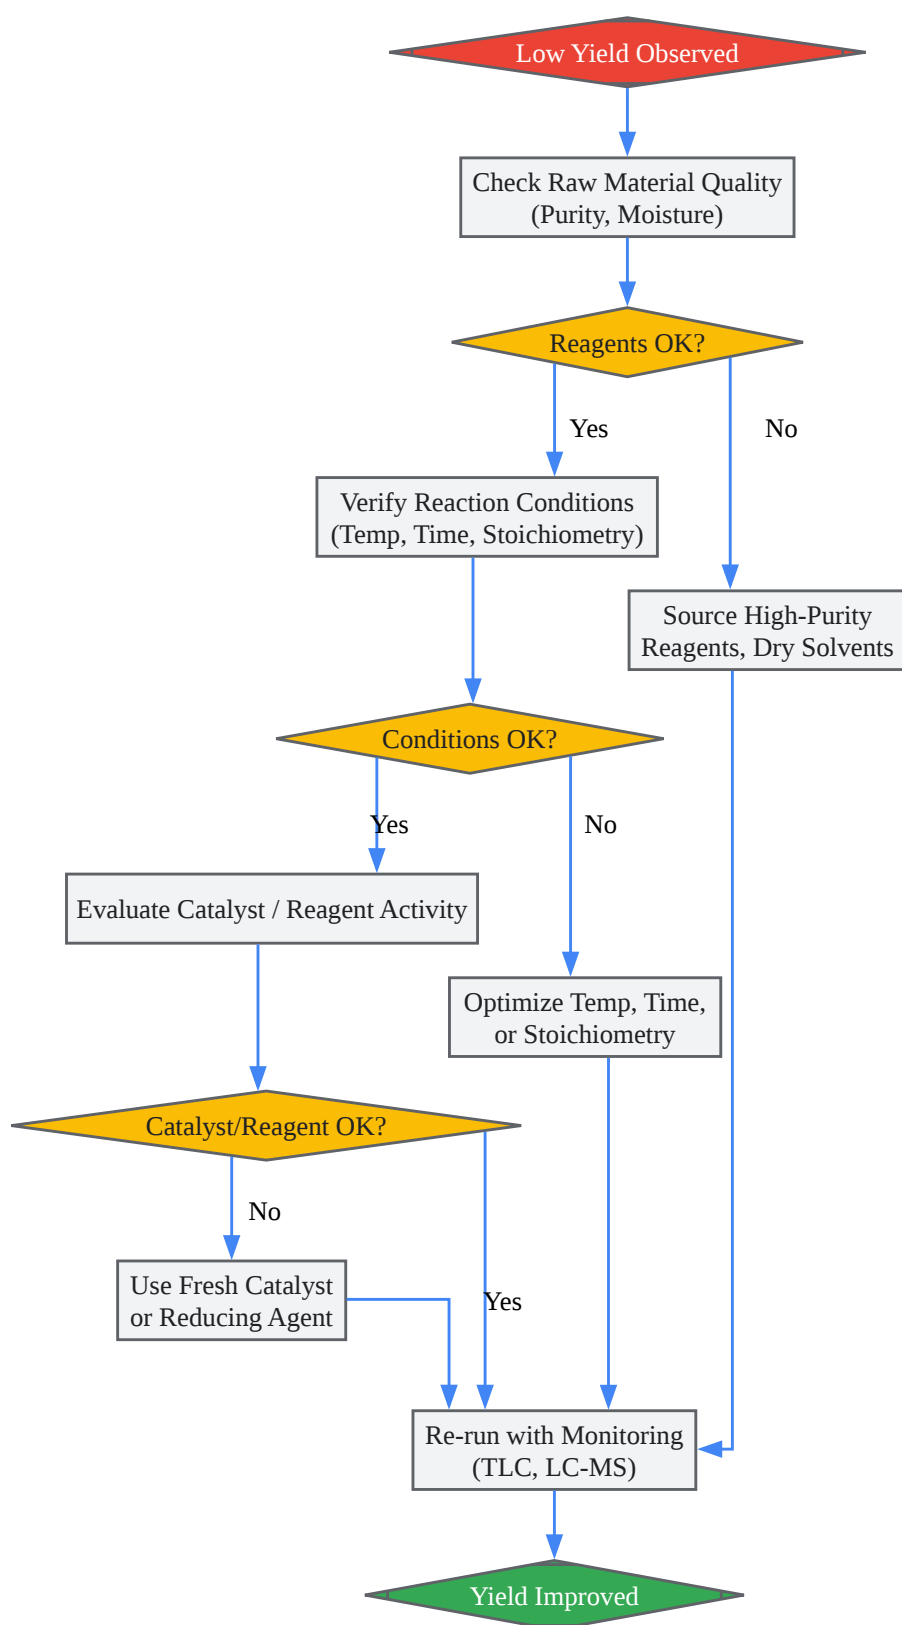 Low Yield Observed
Check Raw Material Quality
(Purity, Moisture)
Reagents OK?
Yes
No
Verify Reaction Conditions
(Temp, Time, Stoichiometry)
Source High-Purity
Reagents, Dry Solvents
Conditions OK?
Yes
No
Evaluate Catalyst / Reagent Activity
Optimize Temp, Time,
or Stoichiometry
Catalyst/Reagent OK?
No
Use Fresh Catalyst
or Reducing Agent
Yes
Re-run with Monitoring
(TLC, LC-MS)
Yield Improved